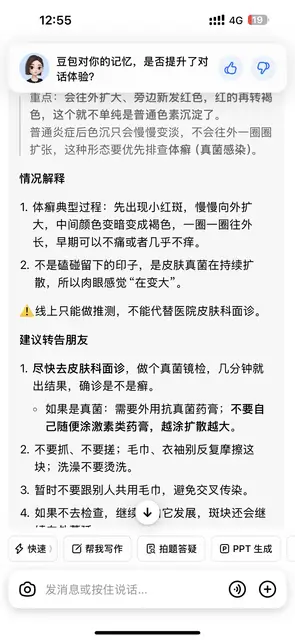 12:55
4G 19
豆包对你的记忆，是否提升了对
话体验?
重点：会往外扩大、旁边新发红色，红的再转褐
色，这个就不单纯是普通色素沉淀了。
普通炎症后色沉只会慢慢变淡，不会往外一圈圈
扩张，这种形态要优先排查体癣（真菌感染）。
情况解释
1. 体癣典型过程：先出现小红斑，慢慢向外扩
大，中间颜色变暗变成褐色，一圈一圈往外
长，早期可以不痛或者几乎不痒。
2. 不是磕碰留下的印子，是皮肤真菌在持续扩
散，所以肉眼感觉“在变大”。
⚠️线上只能做推测，不能代替医院皮肤科面诊。
建议转告朋友
1. 尽快去皮肤科面诊，做个真菌镜检，几分钟就
出结果，确诊是不是癣。
◦ 如果是真菌：需要外用抗真菌药膏；不要自
己随便涂激素类药膏，越涂扩散越大。
2. 不要抓、不要搓；毛巾、衣袖别反复摩擦这
块；洗澡不要烫洗。
3. 暂时不要跟别人共用毛巾，避免交叉传染。
4. 如果不去检查，继续 它发展，斑块还会继
快速
帮我写作
拍题答疑
PPT 生成
发消息或按住说话...